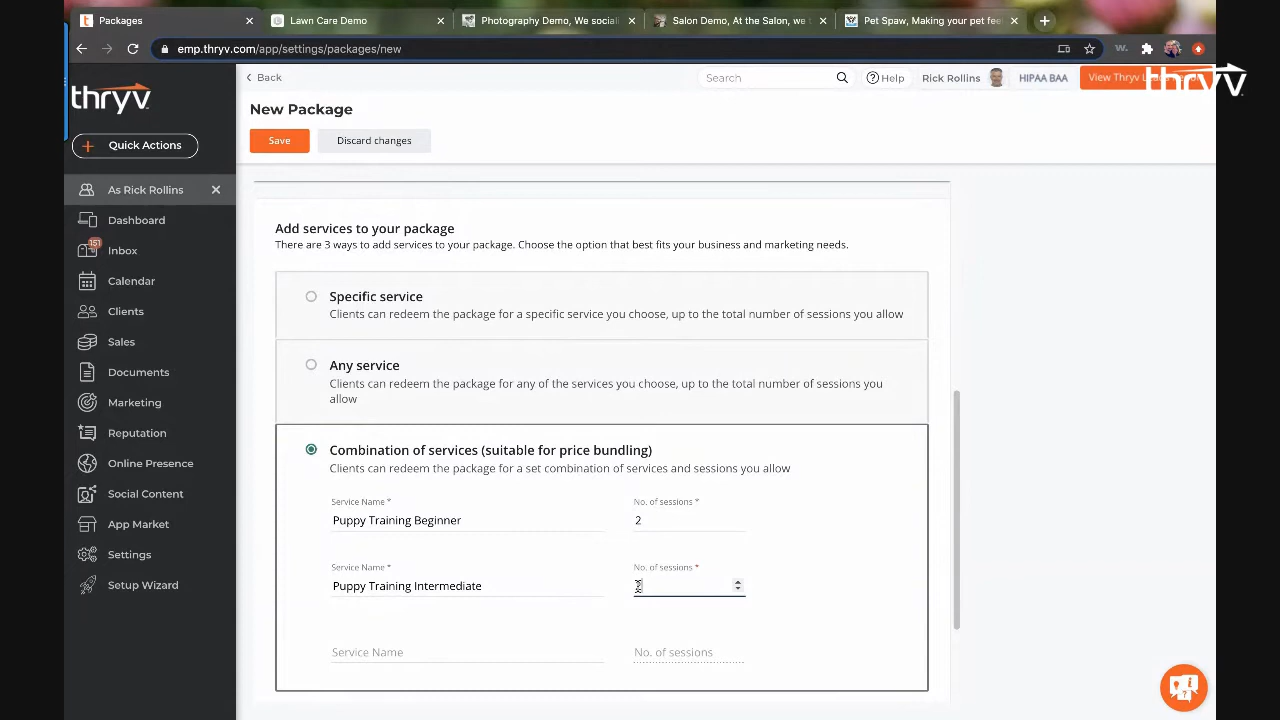 Packages
Lawn Care Demo
Photography Demo, We sociali
Salon Demo, At the Salon, we t
Pet Spaw, Making your pet fee
emp.thryv.com/app/settings/packages/new
thryv
Back
Search
Help
Rick Rollins
HIPAA BAA
View Thryv
thryv
New Package
Save
Discard changes
Quick Actions
As Rick Rollins
Dashboard
151
Inbox
Calendar
Clients
Sales
Documents
Marketing
Reputation
Online Presence
Social Content
App Market
Settings
Setup Wizard
Add services to your package
There are 3 ways to add services to your package. Choose the option that best fits your business and marketing needs.
Specific service
Clients can redeem the package for a specific service you choose, up to the total number of sessions you allow
Any service
Clients can redeem the package for any of the services you choose, up to the total number of sessions you
allow
Combination of services (suitable for price bundling)
Clients can redeem the package for a set combination of services and sessions you allow
Service Name *
No. of sessions *
Puppy Training Beginner
2
Service Name *
No. of sessions *
Puppy Training Intermediate
Service Name
No. of sessions